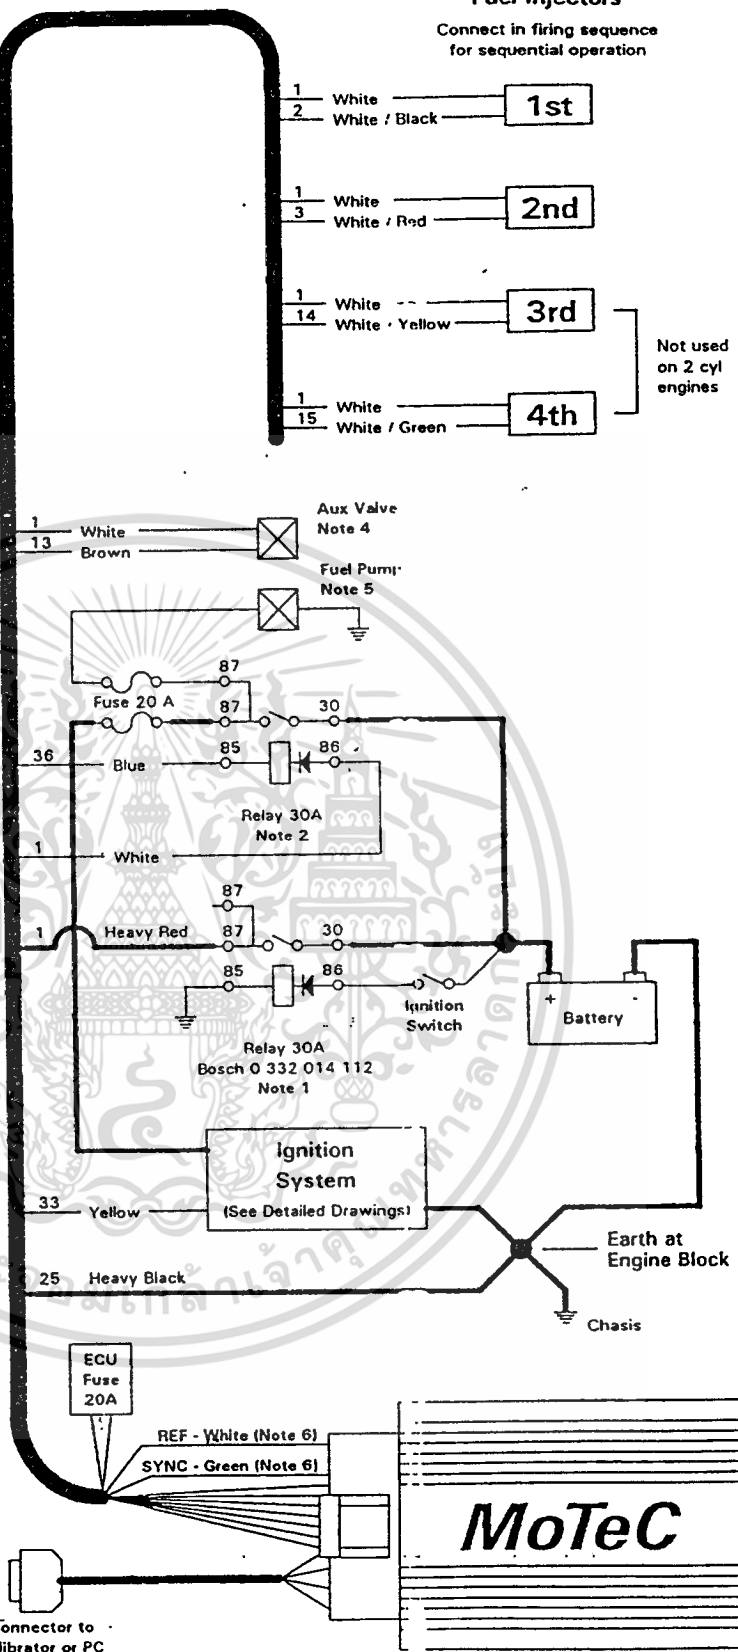 Fuel Injectors
Connect in firing sequence
for sequential operation
1 White
2 White / Black
1st
1 White
3 White / Red
2nd
1 White
14 White / Yellow
3rd
1 White
15 White / Green
4th
Not used
on 2 cyl
engines
1 White
13 Brown
Aux Valve
Note 4
Fuel Pump
Note 5
87
Fuse 20 A
87 30
36 Blue 85 86
Relay 30A
Note 2
1 White
87
1 Heavy Red 87 30
85 86
Ignition
Switch
+ -
Battery
Relay 30A
Bosch 0 332 014 112
Note 1
Ignition
System
(See Detailed Drawings)
33 Yellow
Earth at
Engine Block
25 Heavy Black
Chasis
ECU
Fuse
20A
REF - White (Note 6)
SYNC - Green (Note 6)
MoTeC
onnector to
librator or PC